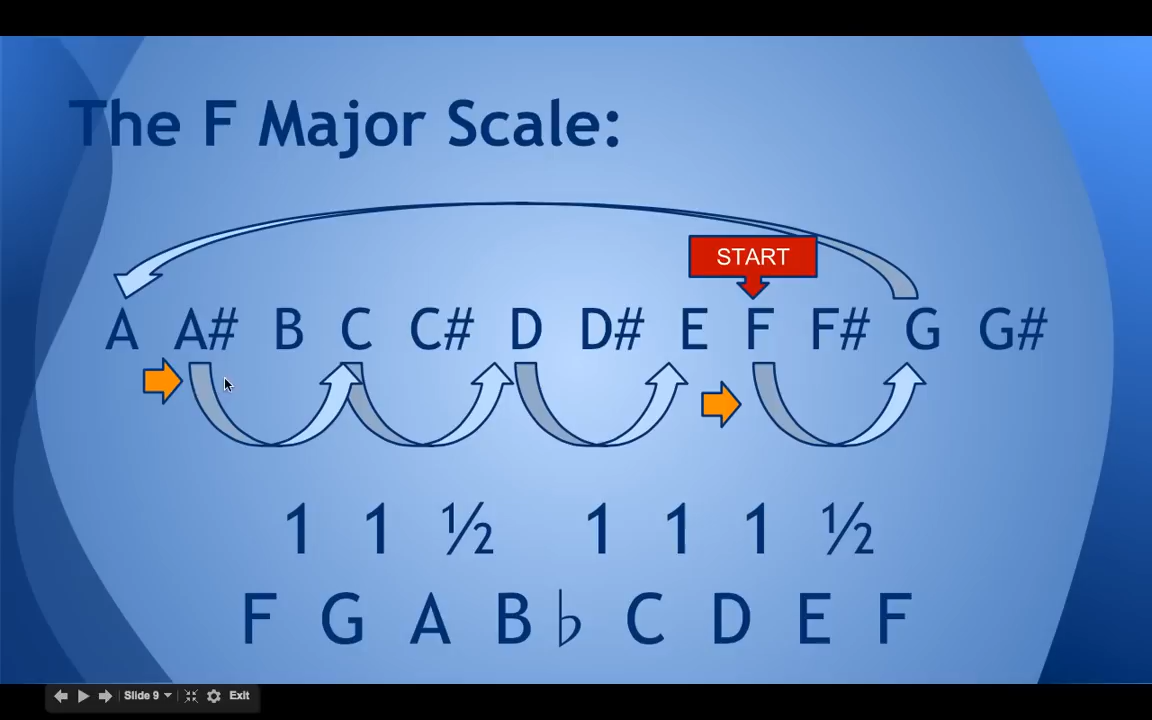 The F Major Scale:
START
A A# B C C# D D# E F F# G G#
1 1 ½ 1 1 1 ½
F G A B♭ C D E F
Slide 9 Exit